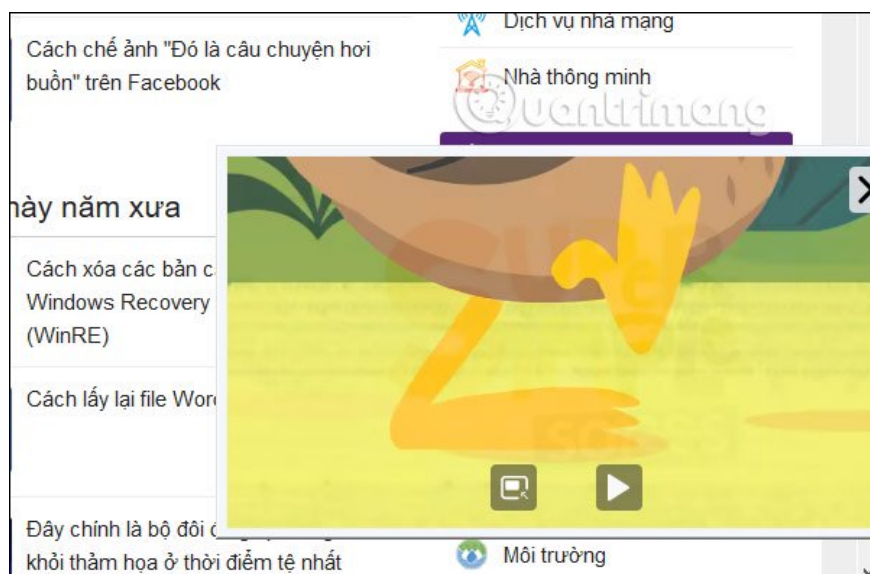 Cách chế ảnh "Đó là câu chuyện hơi
buồn" trên Facebook
này năm xưa
Cách xóa các bản
Windows Recovery
(WinRE)
Cách lấy lại file
Đây chính là bộ đôi
khỏi thảm họa ở thời điểm tệ nhất
Dịch vụ nhà mạng
Nhà thông minh
Quantrimang
Môi trường